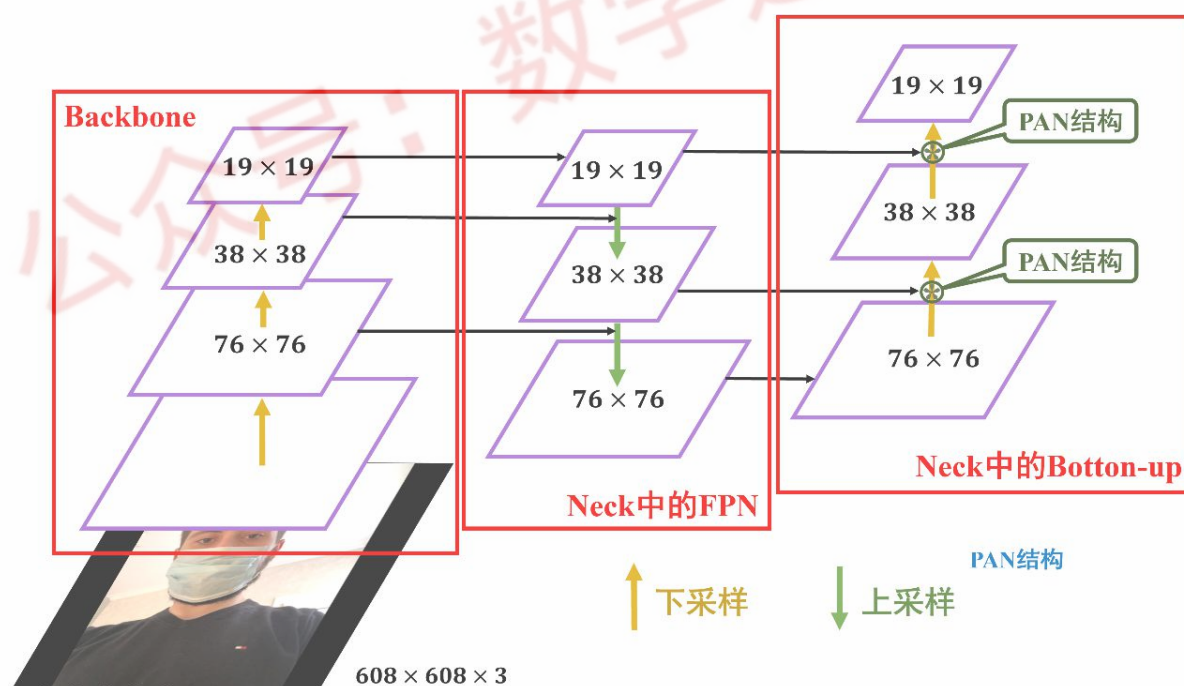 公众号：数学
Backbone
19 × 19
38 × 38
76 × 76
608 × 608 × 3
19 × 19
38 × 38
76 × 76
Neck中的FPN
19 × 19
PAN结构
38 × 38
PAN结构
76 × 76
Neck中的Botton-up
PAN结构
下采样
上采样